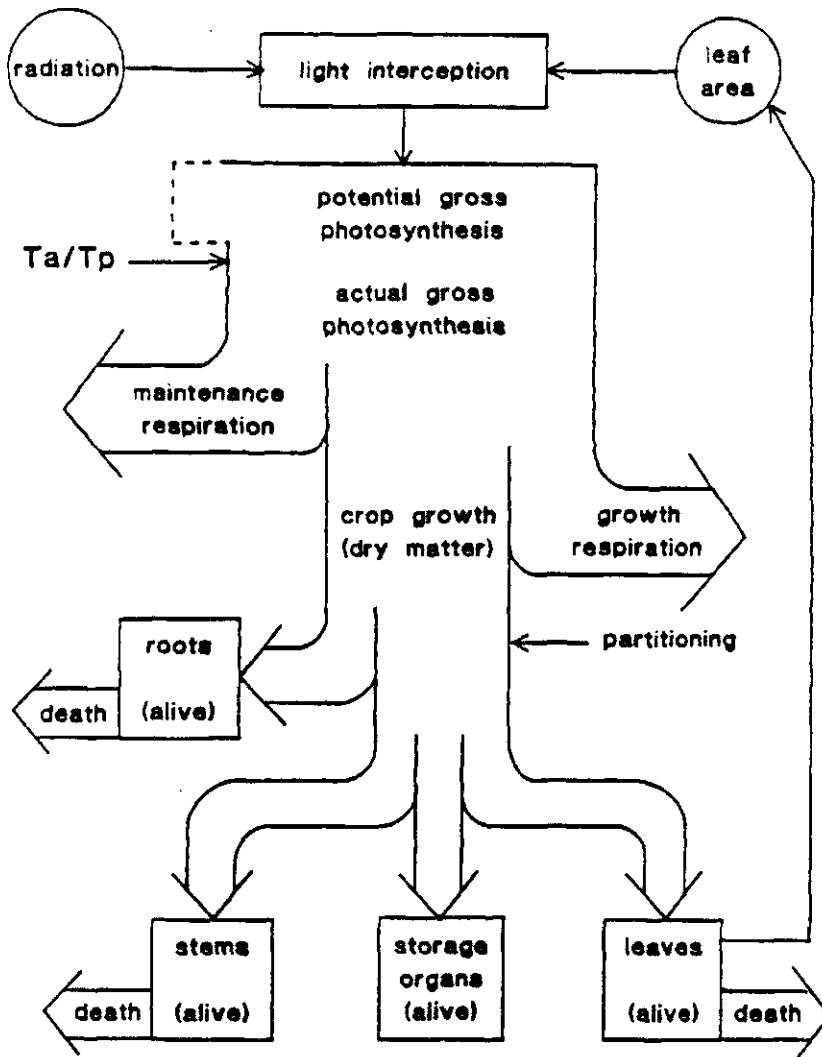 radiation
light interception
leaf
area
potential gross
photosynthesis
Ta/Tp
actual gross
photosynthesis
maintenance
respiration
crop growth
(dry matter)
growth
respiration
partitioning
roots
(alive)
death
stems
(alive)
death
storage
organs
(alive)
leaves
(alive)
death